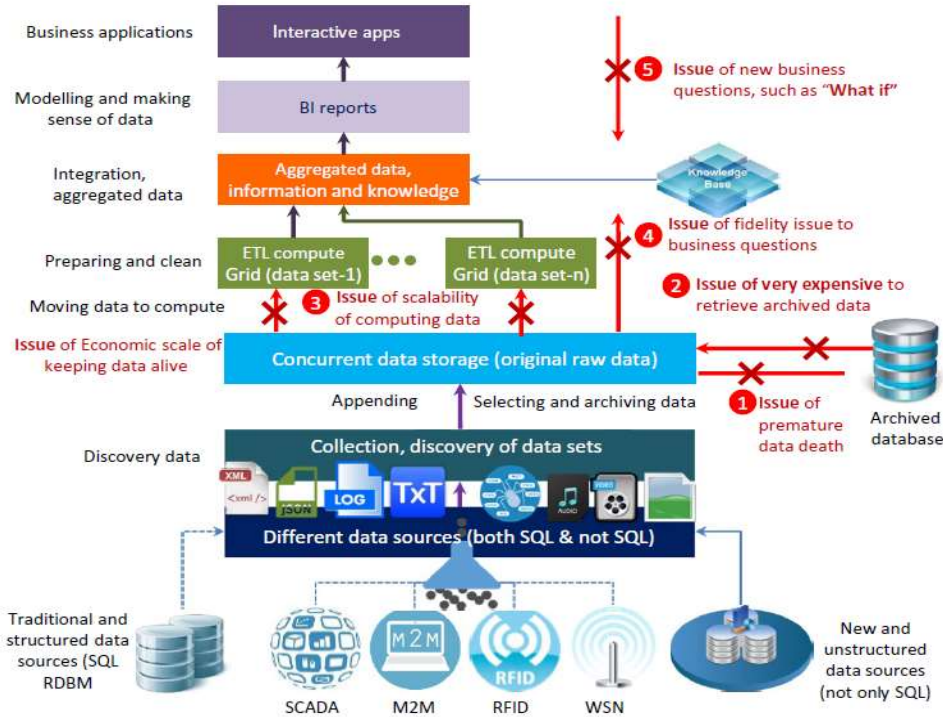 Business applications
Interactive apps
5 Issue of new business
questions, such as “What if”
Modelling and making
sense of data
BI reports
Integration,
aggregated data
Aggregated data,
information and knowledge
Knowledge
Base
4 Issue of fidelity issue to
business questions
Preparing and clean
ETL compute
Grid (data set-1)
ETL compute
Grid (data set-n)
2 Issue of very expensive to
retrieve archived data
Moving data to compute
3 Issue of scalability
of computing data
Issue of Economic scale of
keeping data alive
Concurrent data storage (original raw data)
Appending
Selecting and archiving data
1 Issue of
premature
data death
Archived
database
Discovery data
Collection, discovery of data sets
XML
<xml/>
JSON
LOG
TxT
AUDIO
VIDEO
Different data sources (both SQL & not SQL)
Traditional and
structured data
sources (SQL
RDBM
M2M
RFID
New and
unstructured
data sources
(not only SQL)
SCADA
M2M
RFID
WSN